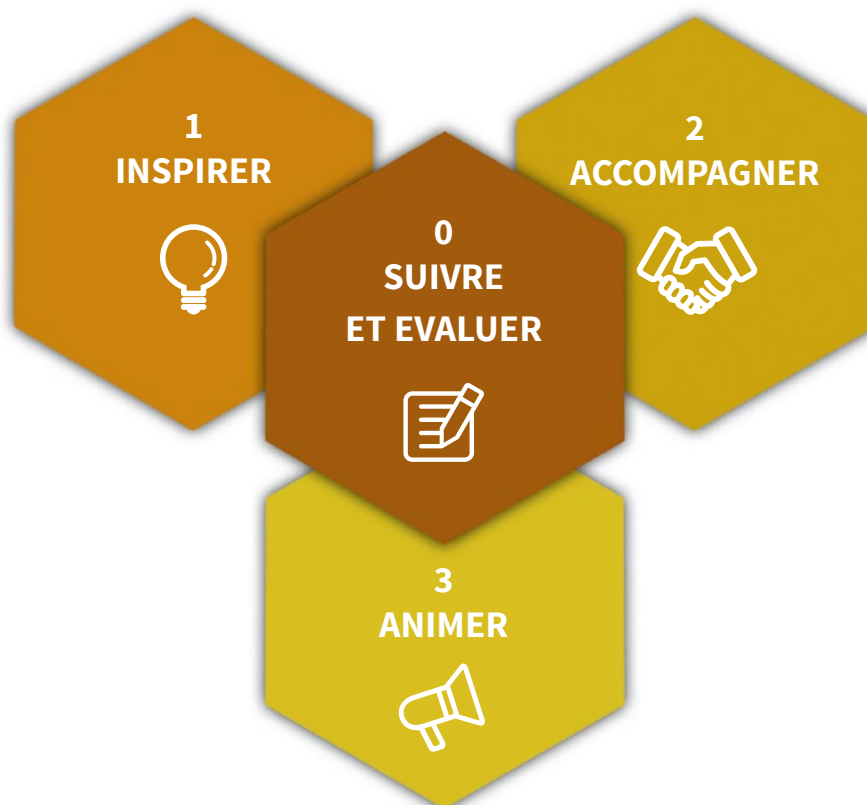 1
INSPIRER
2
ACCOMPAGNER
0
SUIVRE
ET EVALUER
3
ANIMER